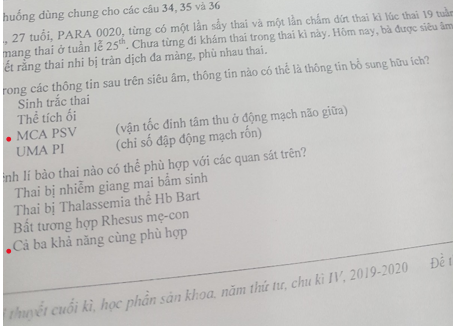 huống dùng chung cho các câu 34, 35 và 36
., 27 tuổi, PARA 0020, từng có một lần sẩy thai và một lần chấm dứt thai kì lúc thai 19 tuần
mang thai ở tuần lễ 25th. Chưa từng đi khám thai trong thai kì này. Hôm nay, bà được siêu âm
ết rằng thai nhi bị tràn dịch đa màng, phù nhau thai.
rong các thông tin sau trên siêu âm, thông tin nào có thể là thông tin bổ sung hữu ích?
Sinh trắc thai
Thể tích ối
MCA PSV (vận tốc đỉnh tâm thu ở động mạch não giữa)
UMA PI (chỉ số đập động mạch rốn)
ệnh lí bào thai nào có thể phù hợp với các quan sát trên?
Thai bị nhiễm giang mai bẩm sinh
Thai bị Thalassemia thể Hb Bart
Bất tương hợp Rhesus mẹ-con
Cả ba khả năng cùng phù hợp
thuyết cuối kì, học phần sản khoa, năm thứ tư, chu kì IV, 2019-2020 Đề t